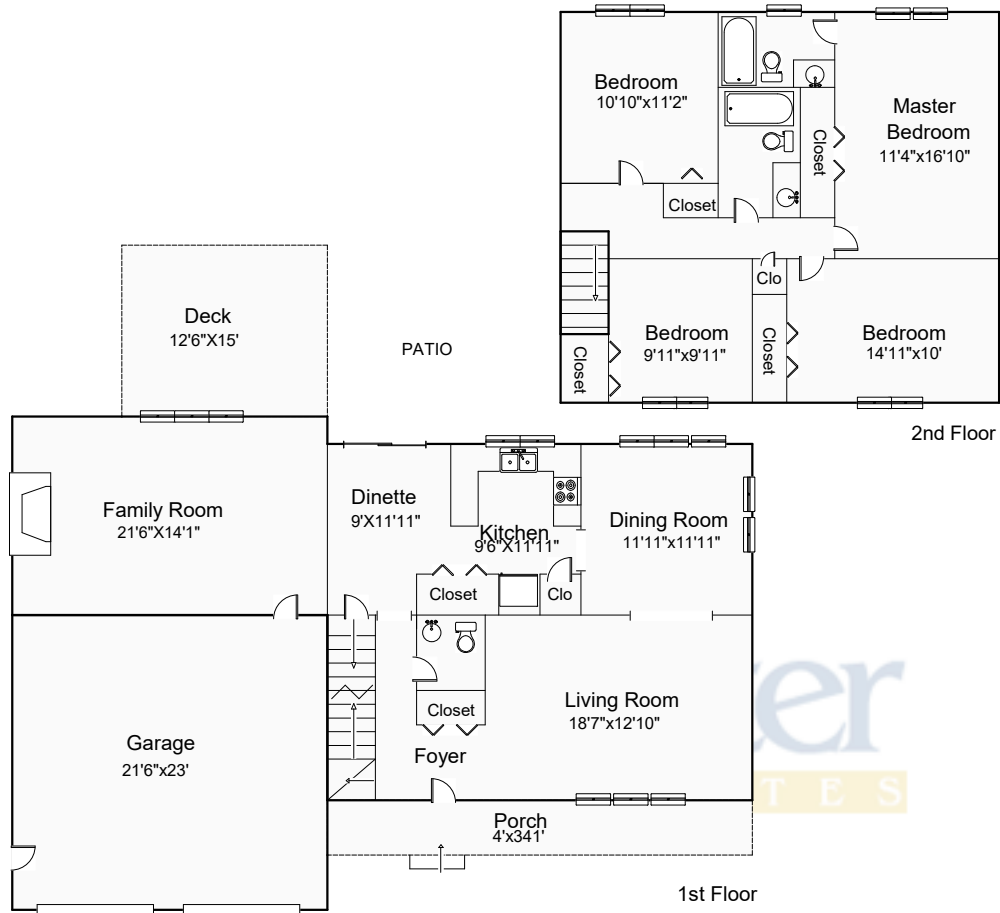 Bedroom
10'10"x11'2"
Master
Bedroom
11'4"x16'10"
Closet
Closet
Clo
Bedroom
9'11"x9'11"
Closet
Closet
Bedroom
14'11"x10'
2nd Floor
Deck
12'6"X15'
PATIO
Family Room
21'6"X14'1"
Dinette
9'X11'11"
Kitchen
9'6"X11'11"
Dining Room
11'11"x11'11"
Closet
Clo
Closet
Living Room
18'7"x12'10"
Foyer
Garage
21'6"x23'
Porch
4'x341'
1st Floor
TES